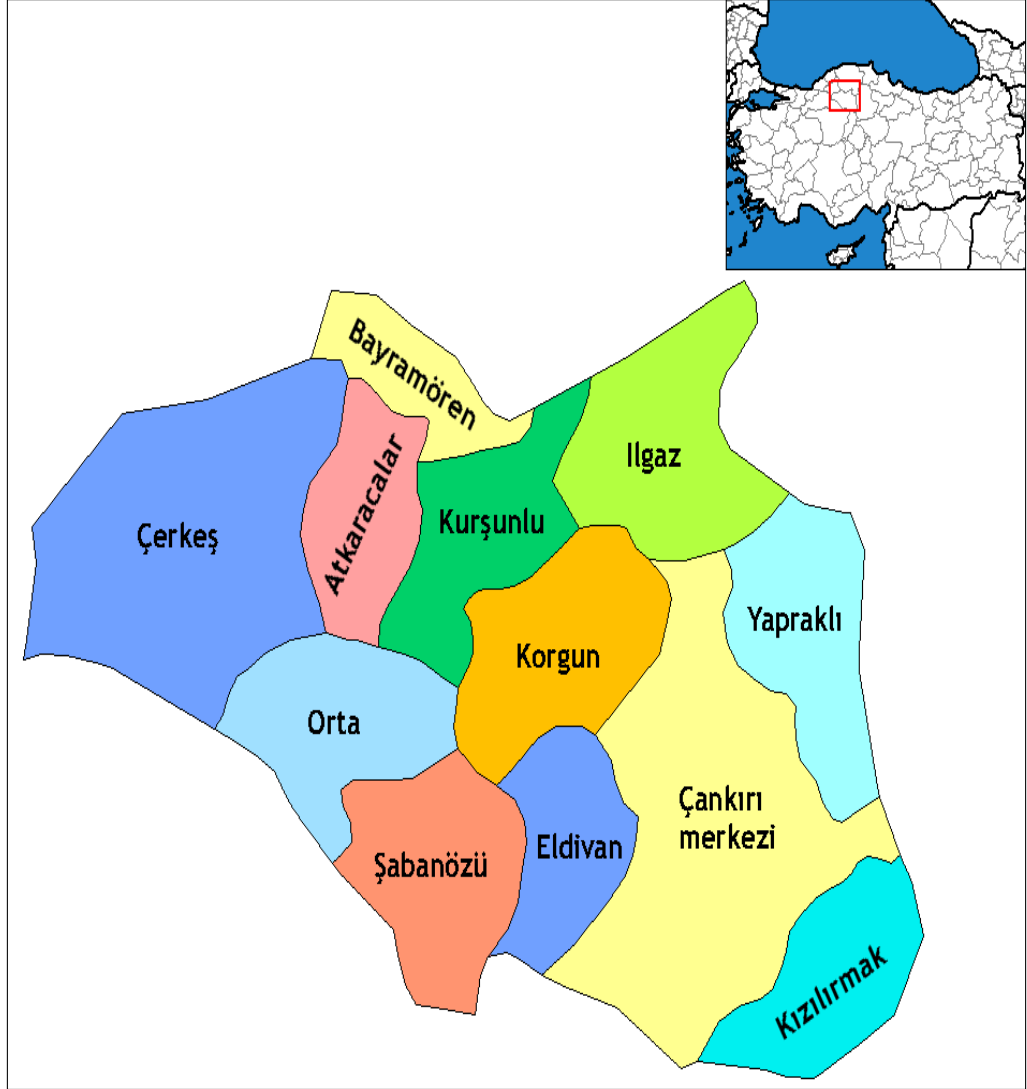 Bayramören
Ilgaz
Atkaracalar
Kurşunlu
Çerkeş
Yapraklı
Korgun
Orta
Çankırı
merkezi
Eldivan
Şabanözü
Kızılırmak